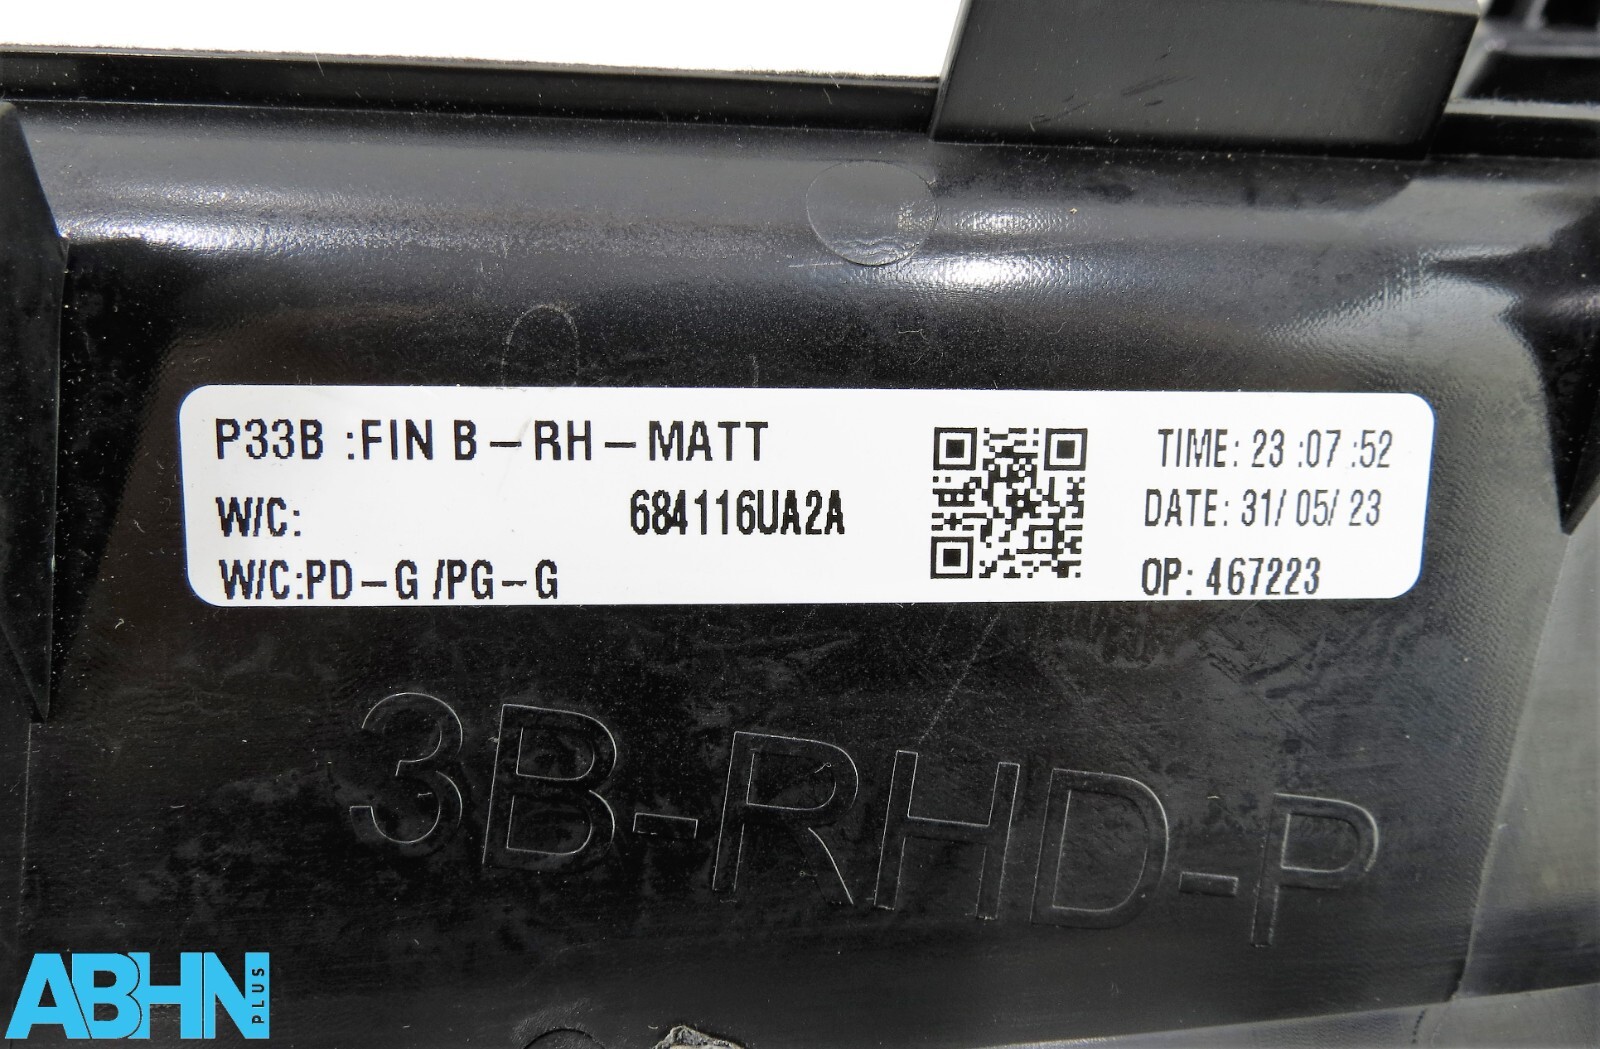 P33B :FIN B-RH-MATT
W/C: 684116UA2A
W/C:PD-G /PG-G
TIME: 23 :07 :52
DATE: 31/ 05/ 23
OP: 467223
3B-RHD-P
ABHN PLUS